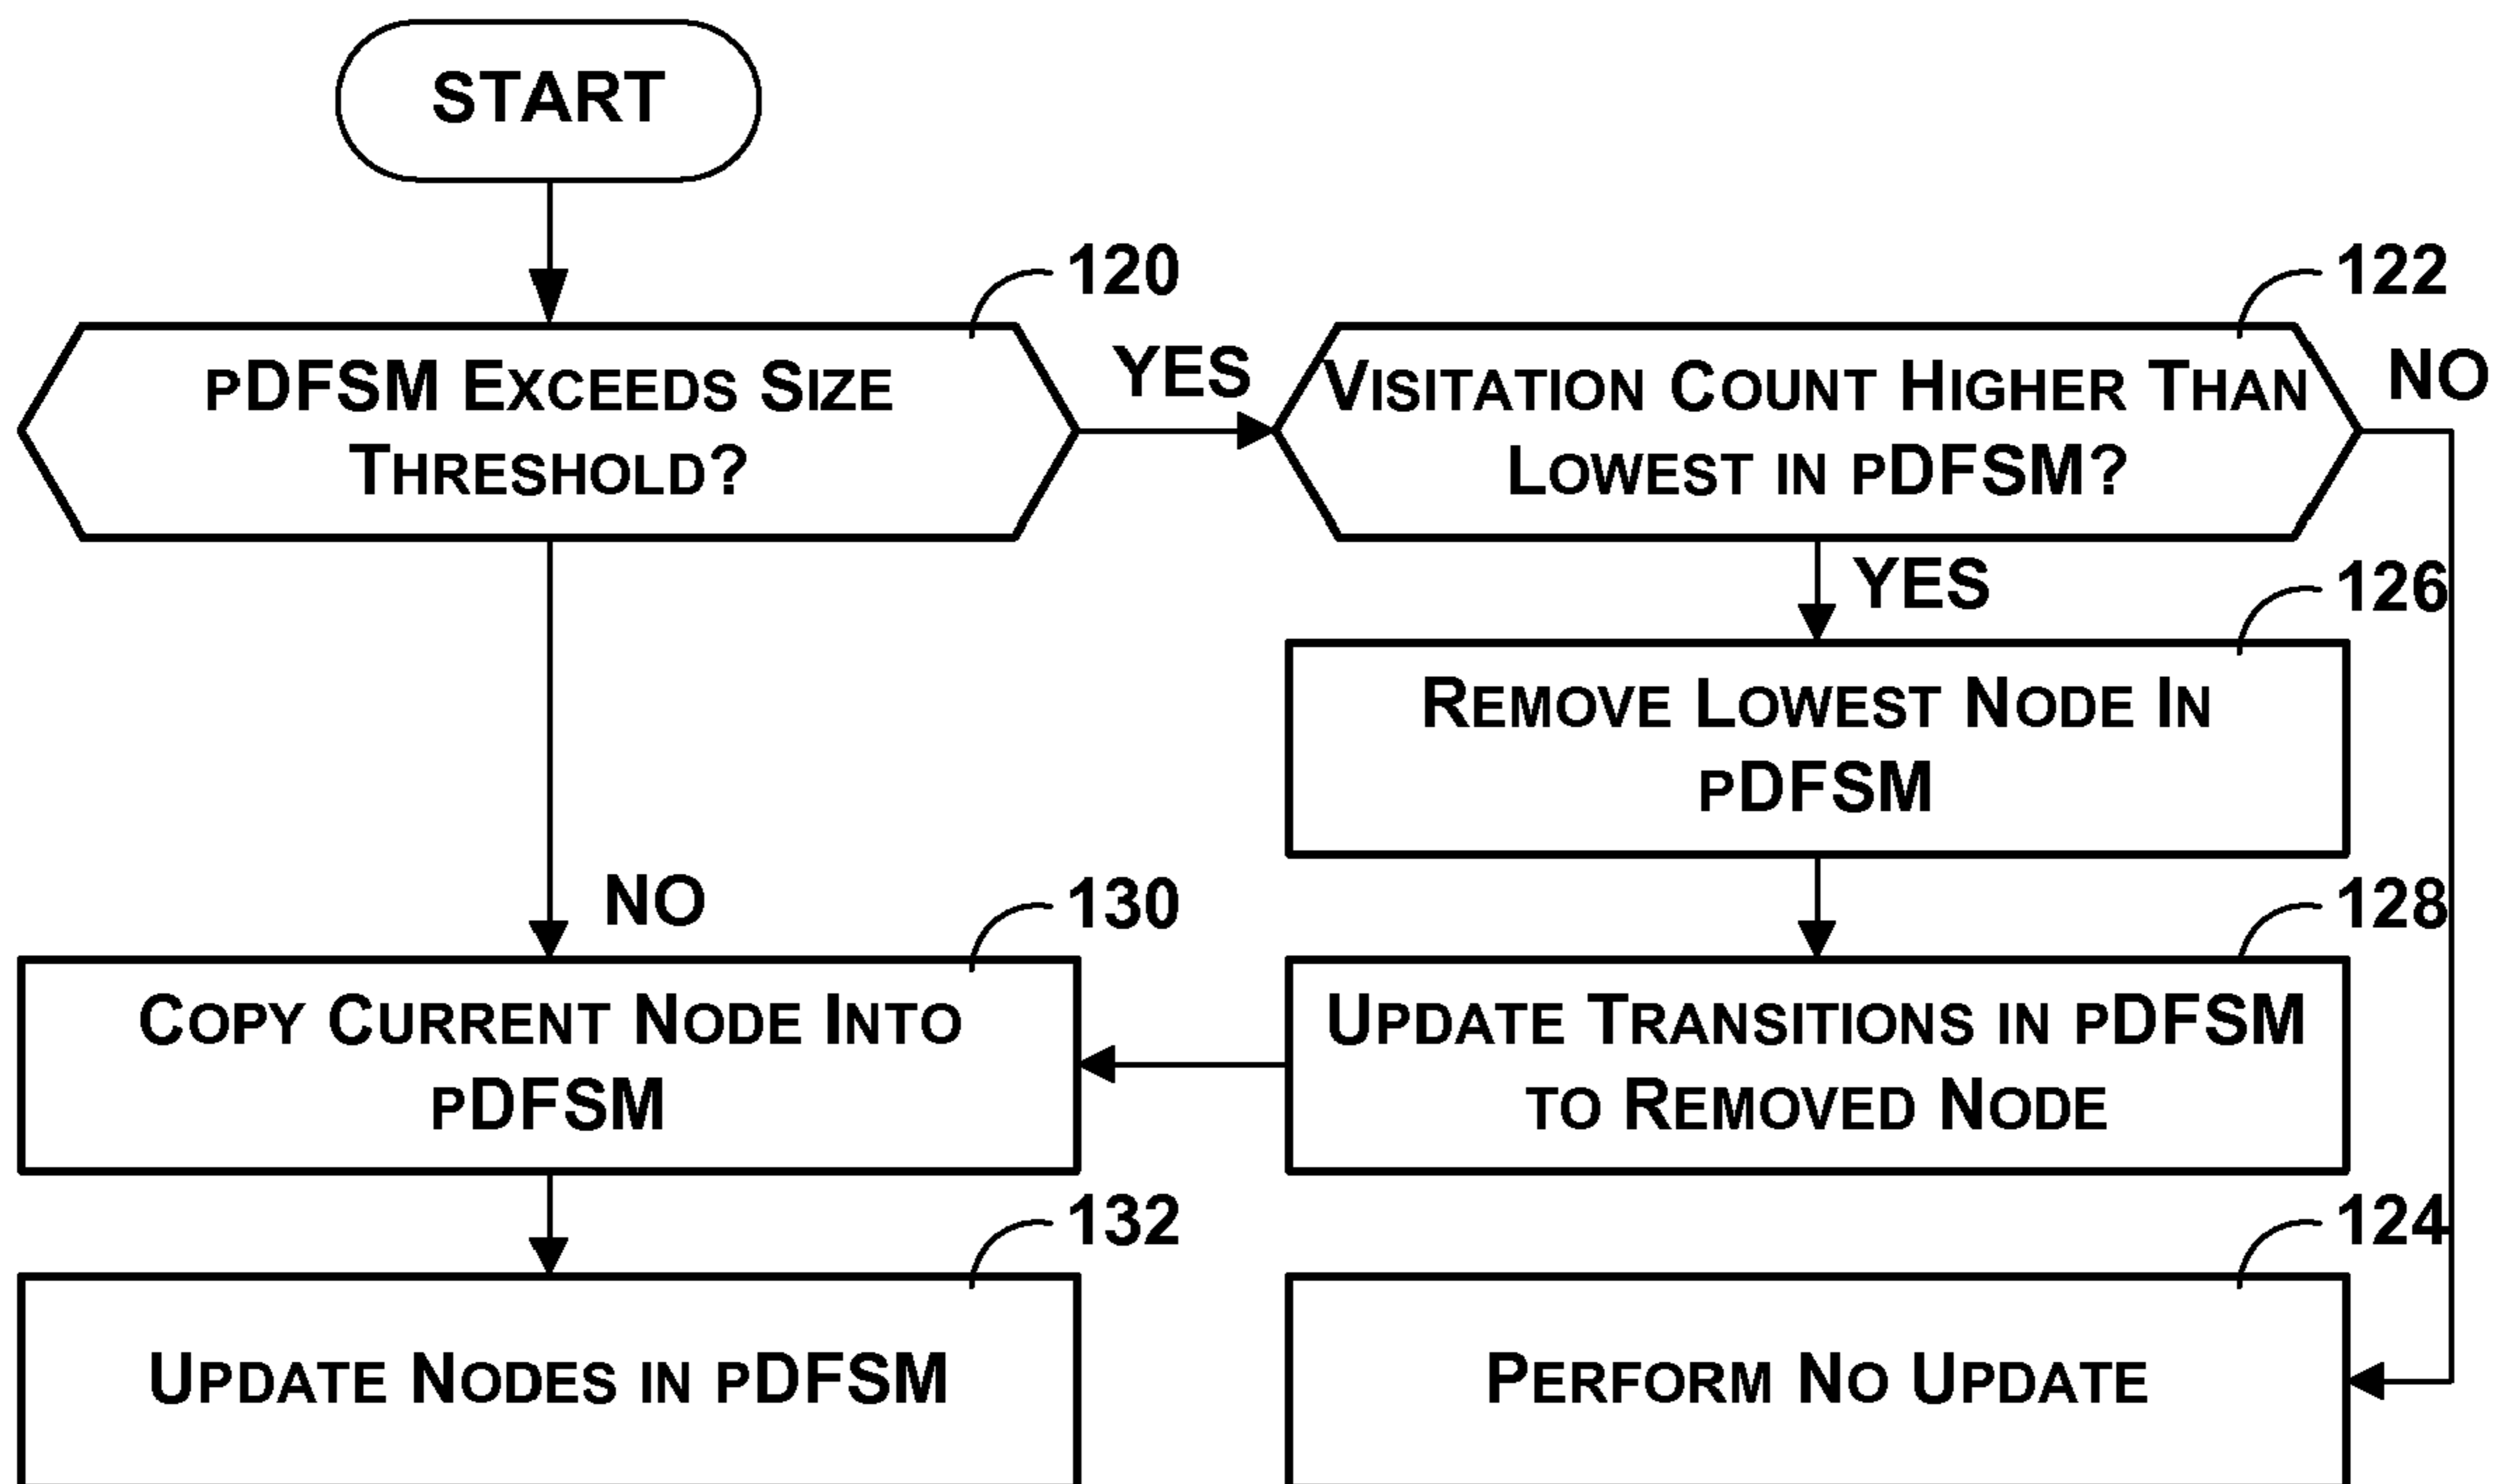 START
120
122
pDFSM EXCEEDS SIZE
THRESHOLD?
YES
VISITATION COUNT HIGHER THAN
LOWEST IN pDFSM?
NO
YES
126
REMOVE LOWEST NODE IN
pDFSM
NO
130
128
COPY CURRENT NODE INTO
pDFSM
UPDATE TRANSITIONS IN pDFSM
TO REMOVED NODE
132
124
UPDATE NODES IN pDFSM
PERFORM NO UPDATE